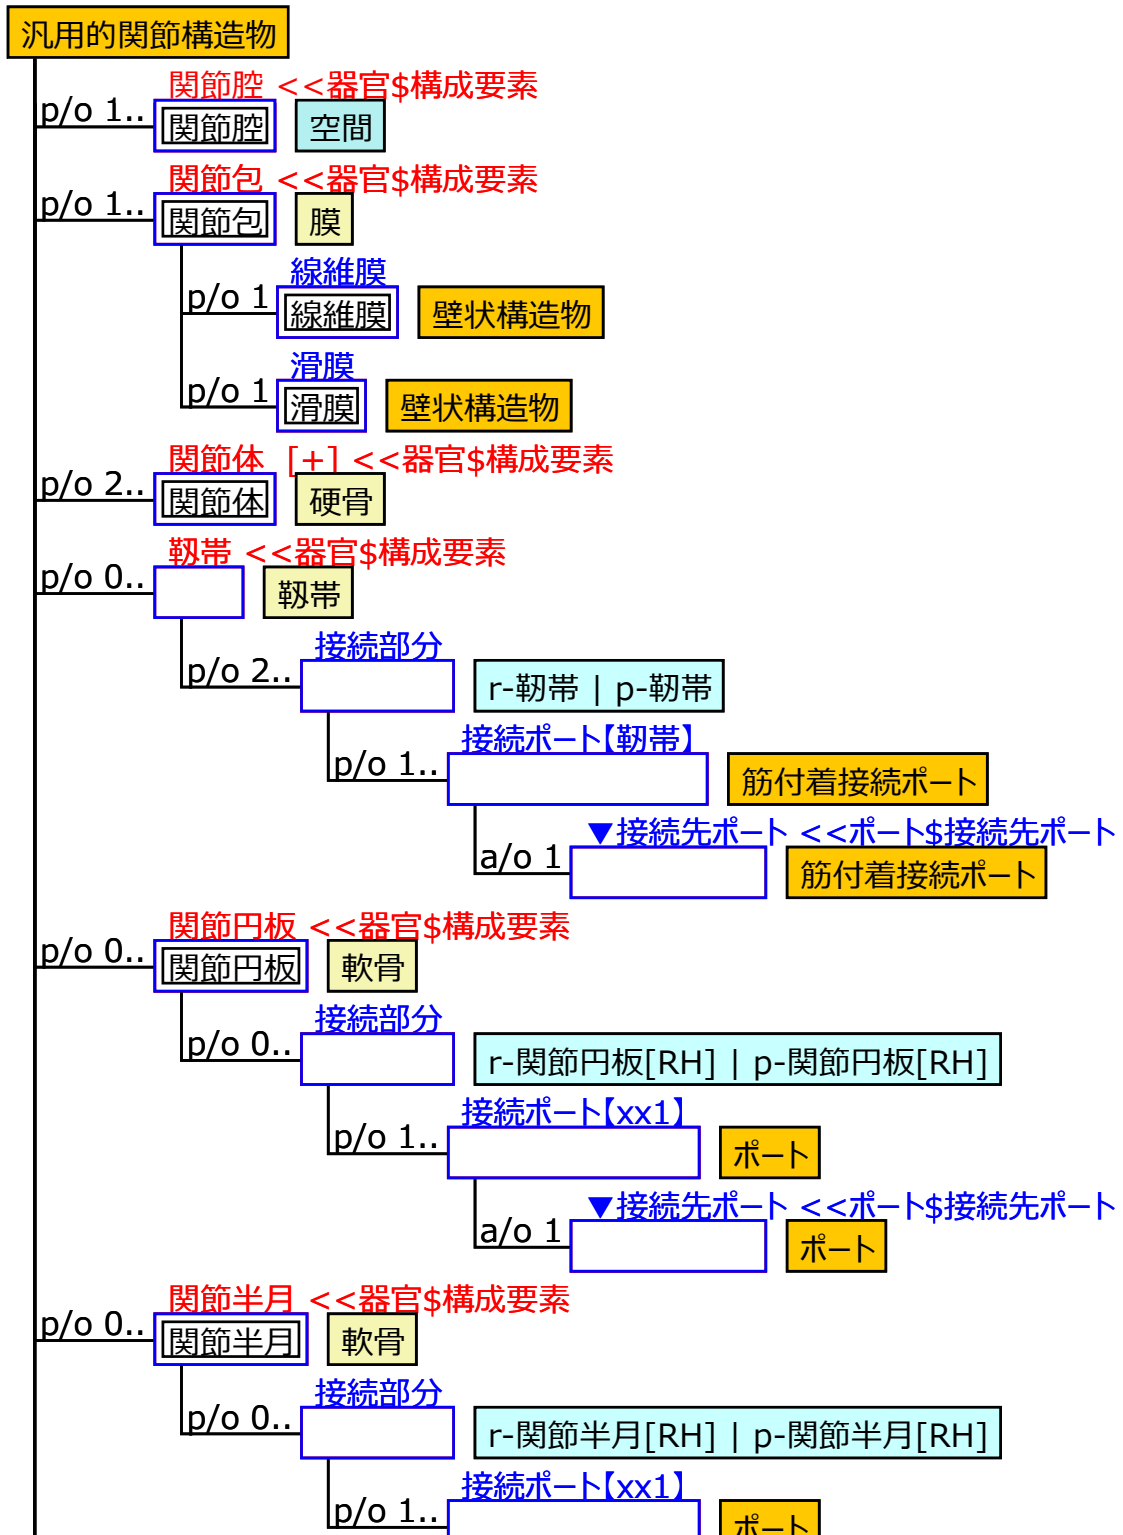 汎用的関節構造物
関節腔 <<器官$構成要素
p/o 1.. 関節腔 空間
関節包 <<器官$構成要素
p/o 1.. 関節包 膜
線維膜
p/o 1 線維膜 壁状構造物
滑膜
p/o 1 滑膜 壁状構造物
関節体 [+] <<器官$構成要素
p/o 2.. 関節体 硬骨
靱帯 <<器官$構成要素
p/o 0.. 靱帯
接続部分
p/o 2.. r-靱帯 | p-靱帯
接続ポート【靱帯】
p/o 1.. 筋付着接続ポート
▼接続先ポート <<ポート$接続先ポート
a/o 1 筋付着接続ポート
関節円板 <<器官$構成要素
p/o 0.. 関節円板 軟骨
接続部分
p/o 0.. r-関節円板[RH] | p-関節円板[RH]
接続ポート【xx1】
p/o 1.. ポート
▼接続先ポート <<ポート$接続先ポート
a/o 1 ポート
関節半月 <<器官$構成要素
p/o 0.. 関節半月 軟骨
接続部分
p/o 0.. r-関節半月[RH] | p-関節半月[RH]
接続ポート【xx1】
p/o 1.. ポート